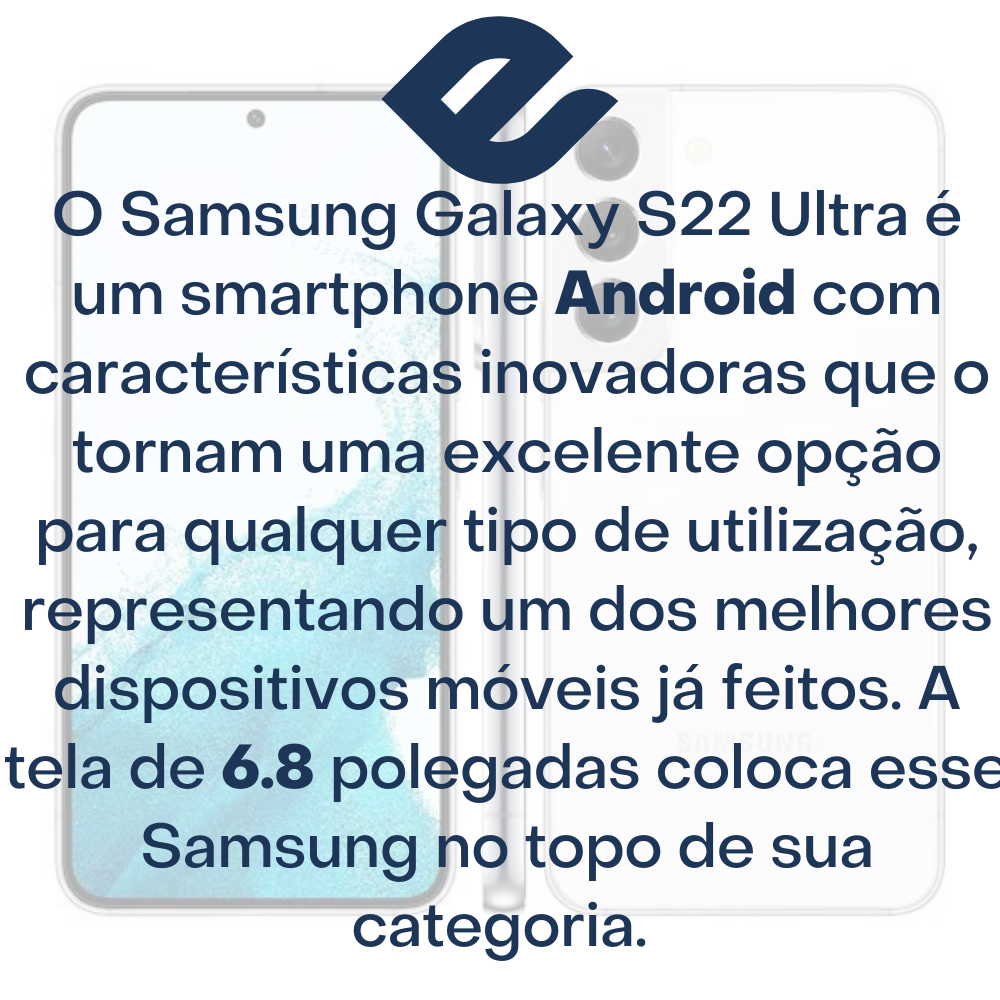 O Samsung Galaxy S22 Ultra é
um smartphone Android com
características inovadoras que o
tornam uma excelente opção
para qualquer tipo de utilização,
representando um dos melhores
dispositivos móveis já feitos. A
tela de 6.8 polegadas coloca esse
Samsung no topo de sua
categoria.
SAMSUNG